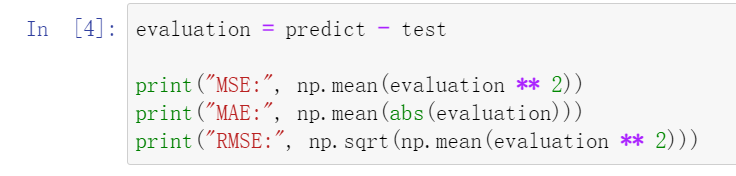 In [4]: evaluation = predict - test
print("MSE:", np.mean(evaluation ** 2))
print("MAE:", np.mean(abs(evaluation)))
print("RMSE:", np.sqrt(np.mean(evaluation ** 2)))